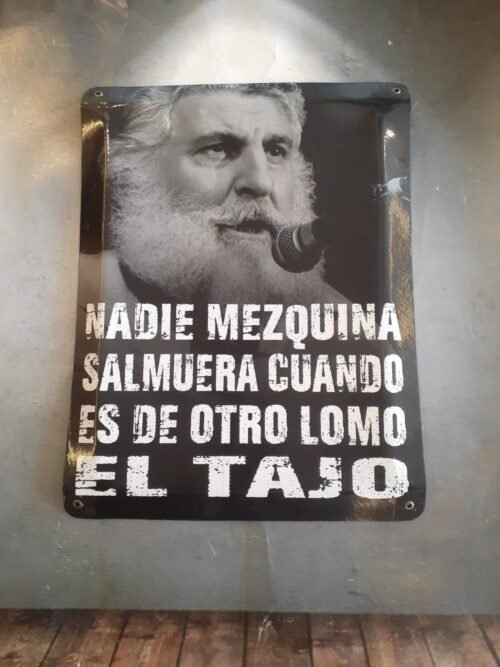 NADIE MEZQUINA
SALMUERA CUANDO
ES DE OTRO LOMO
EL TAJO